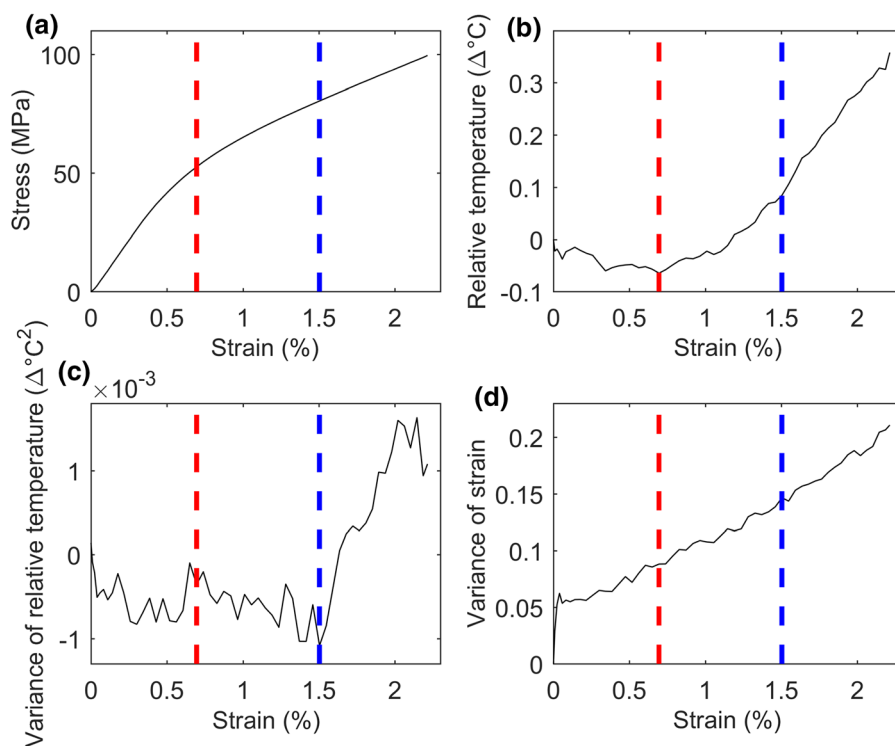 (a)
Stress (MPa)
100
50
0
0 0.5 1 1.5 2
Strain (%)
(b)
Relative temperature (Δ°C)
0.3
0.2
0.1
0
-0.1
0 0.5 1 1.5 2
Strain (%)
(c)
×10⁻³
Variance of relative temperature (Δ°C²)
1
0
-1
0 0.5 1 1.5 2
Strain (%)
(d)
Variance of strain
0.2
0.15
0.1
0.05
0
0 0.5 1 1.5 2
Strain (%)